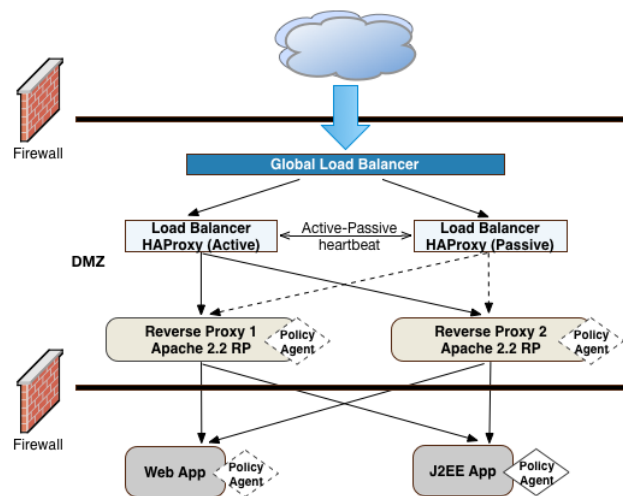 Firewall
Global Load Balancer
Load Balancer
HAProxy (Active)
Active-Passive
heartbeat
Load Balancer
HAProxy (Passive)
DMZ
Reverse Proxy 1
Apache 2.2 RP
Policy
Agent
Reverse Proxy 2
Apache 2.2 RP
Policy
Agent
Firewall
Web App
Policy
Agent
J2EE App
Policy
Agent